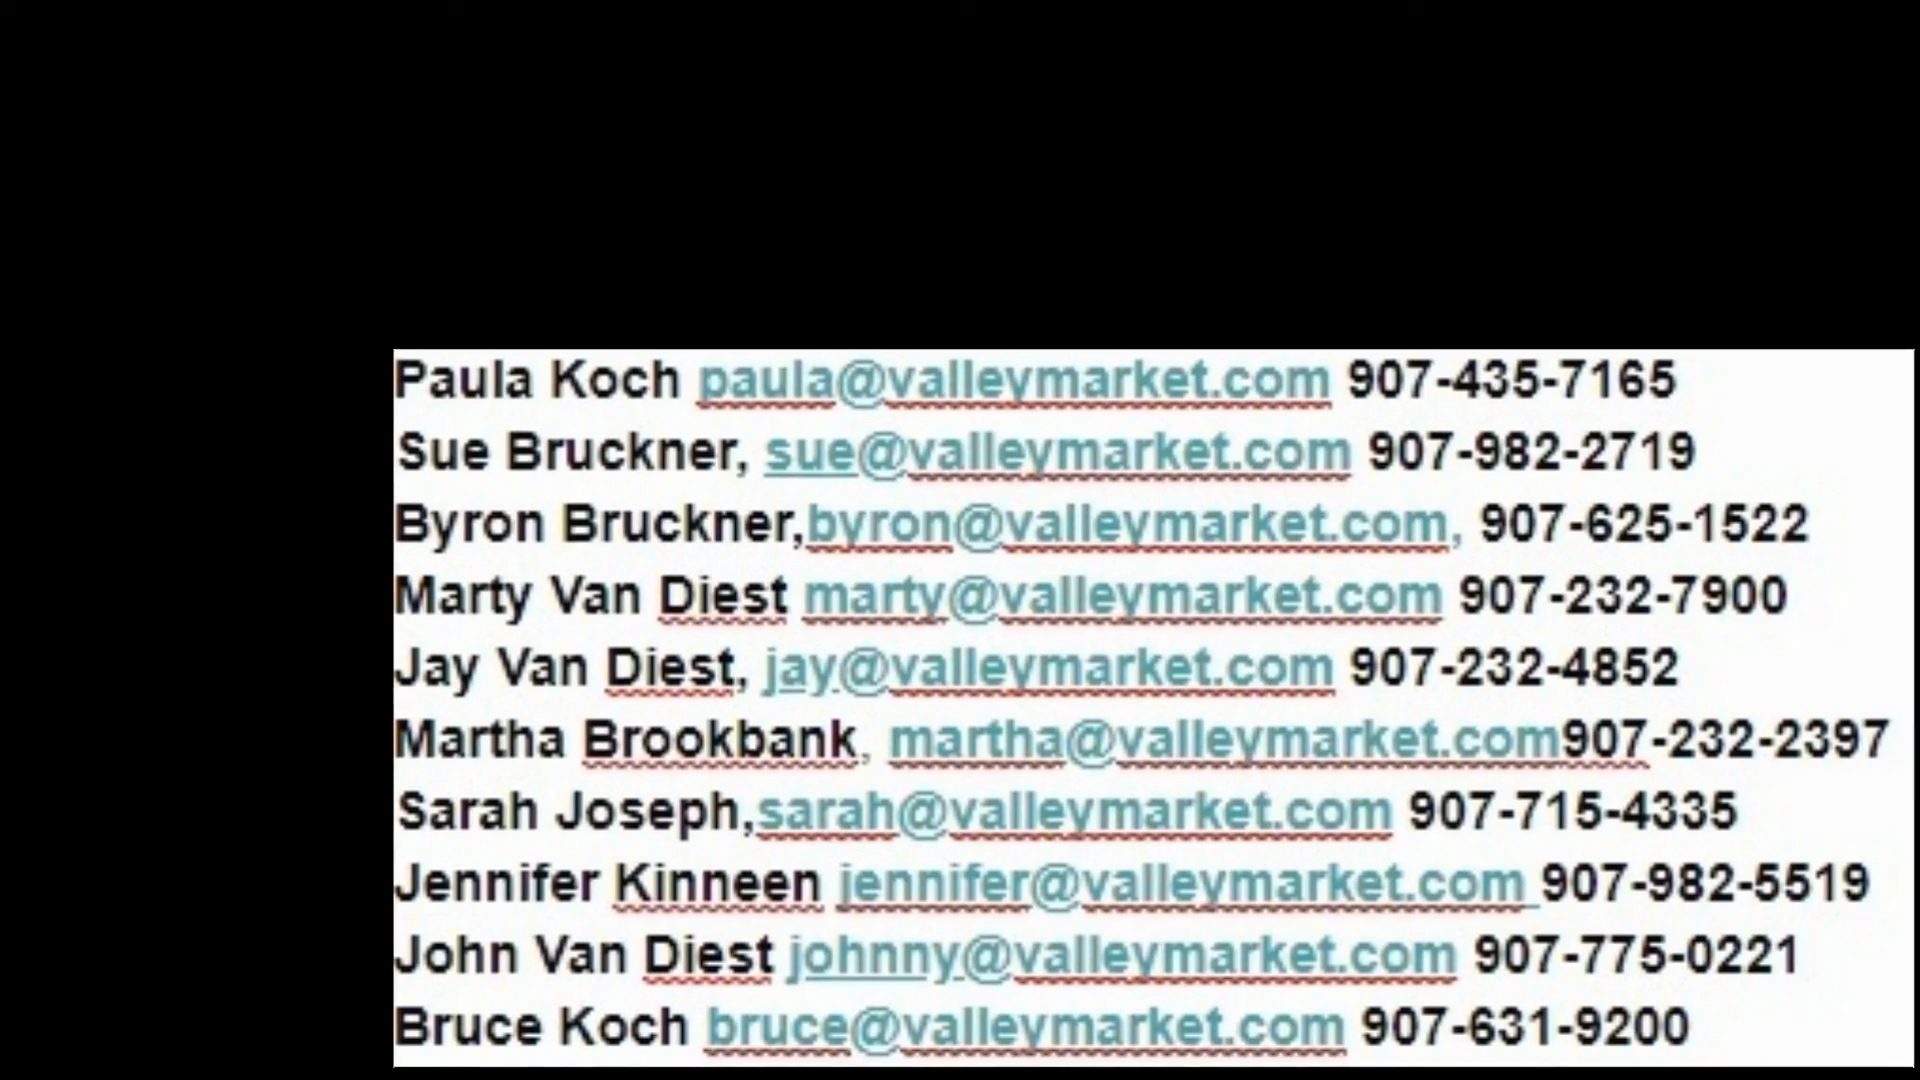 Paula Koch paula@valleymarket.com 907-435-7165
Sue Bruckner, sue@valleymarket.com 907-982-2719
Byron Bruckner,byron@valleymarket.com, 907-625-1522
Marty Van Diest marty@valleymarket.com 907-232-7900
Jay Van Diest, jay@valleymarket.com 907-232-4852
Martha Brookbank, martha@valleymarket.com907-232-2397
Sarah Joseph,sarah@valleymarket.com 907-715-4335
Jennifer Kinneen jennifer@valleymarket.com 907-982-5519
John Van Diest johnny@valleymarket.com 907-775-0221
Bruce Koch bruce@valleymarket.com 907-631-9200